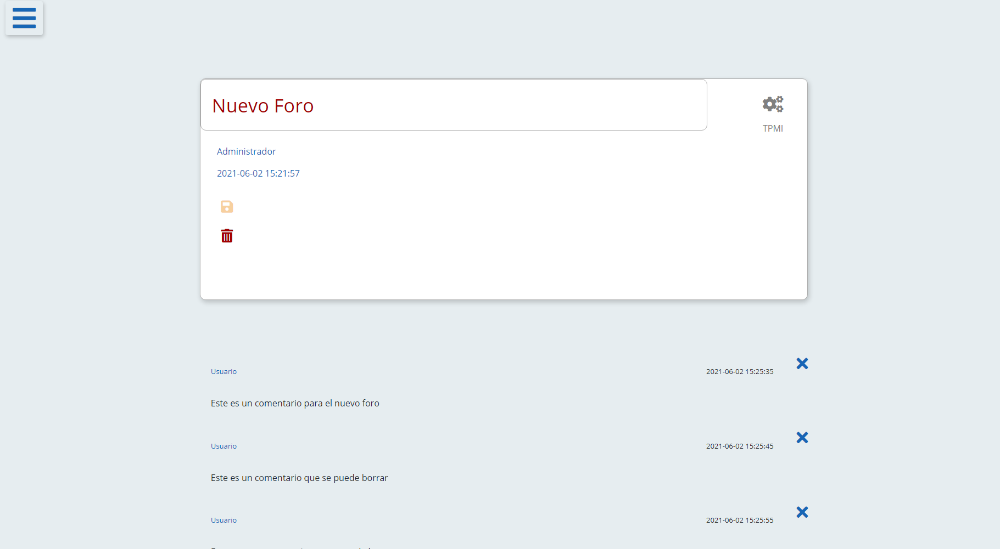 Nuevo Foro
TPMI
Administrador
2021-06-02 15:21:57
Usuario
2021-06-02 15:25:35
Este es un comentario para el nuevo foro
Usuario
2021-06-02 15:25:45
Este es un comentario que se puede borrar
Usuario
2021-06-02 15:25:55